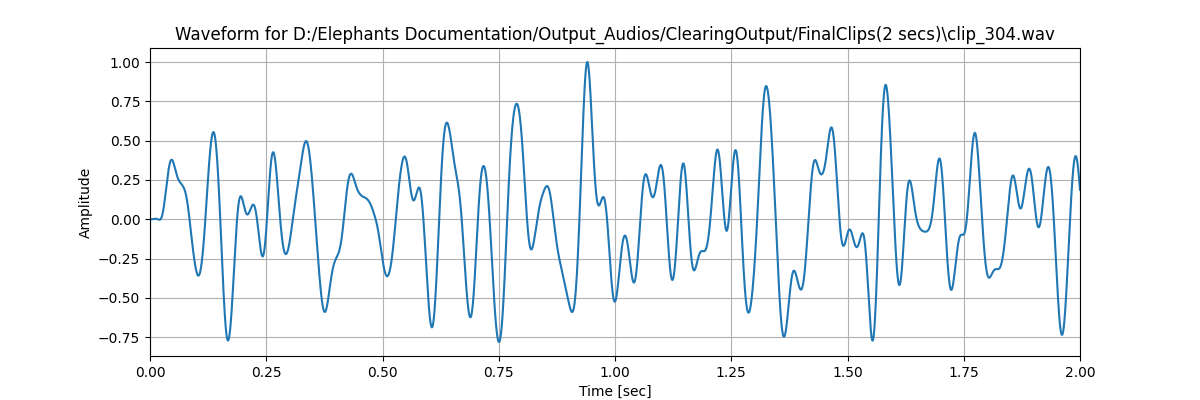 Waveform for D:/Elephants Documentation/Output_Audios/ClearingOutput/FinalClips(2 secs)\clip_304.wav
1.00
0.75
0.50
0.25
0.00
−0.25
−0.50
−0.75
Amplitude
0.00 0.25 0.50 0.75 1.00 1.25 1.50 1.75 2.00
Time [sec]